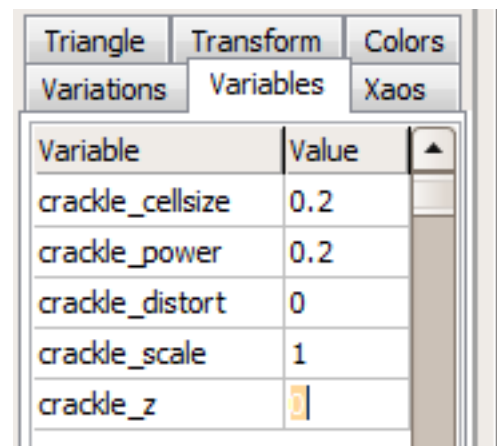 Triangle Transform Colors
Variations Variables Xaos
Variable Value
crackle_cellsize 0.2
crackle_power 0.2
crackle_distort 0
crackle_scale 1
crackle_z 0